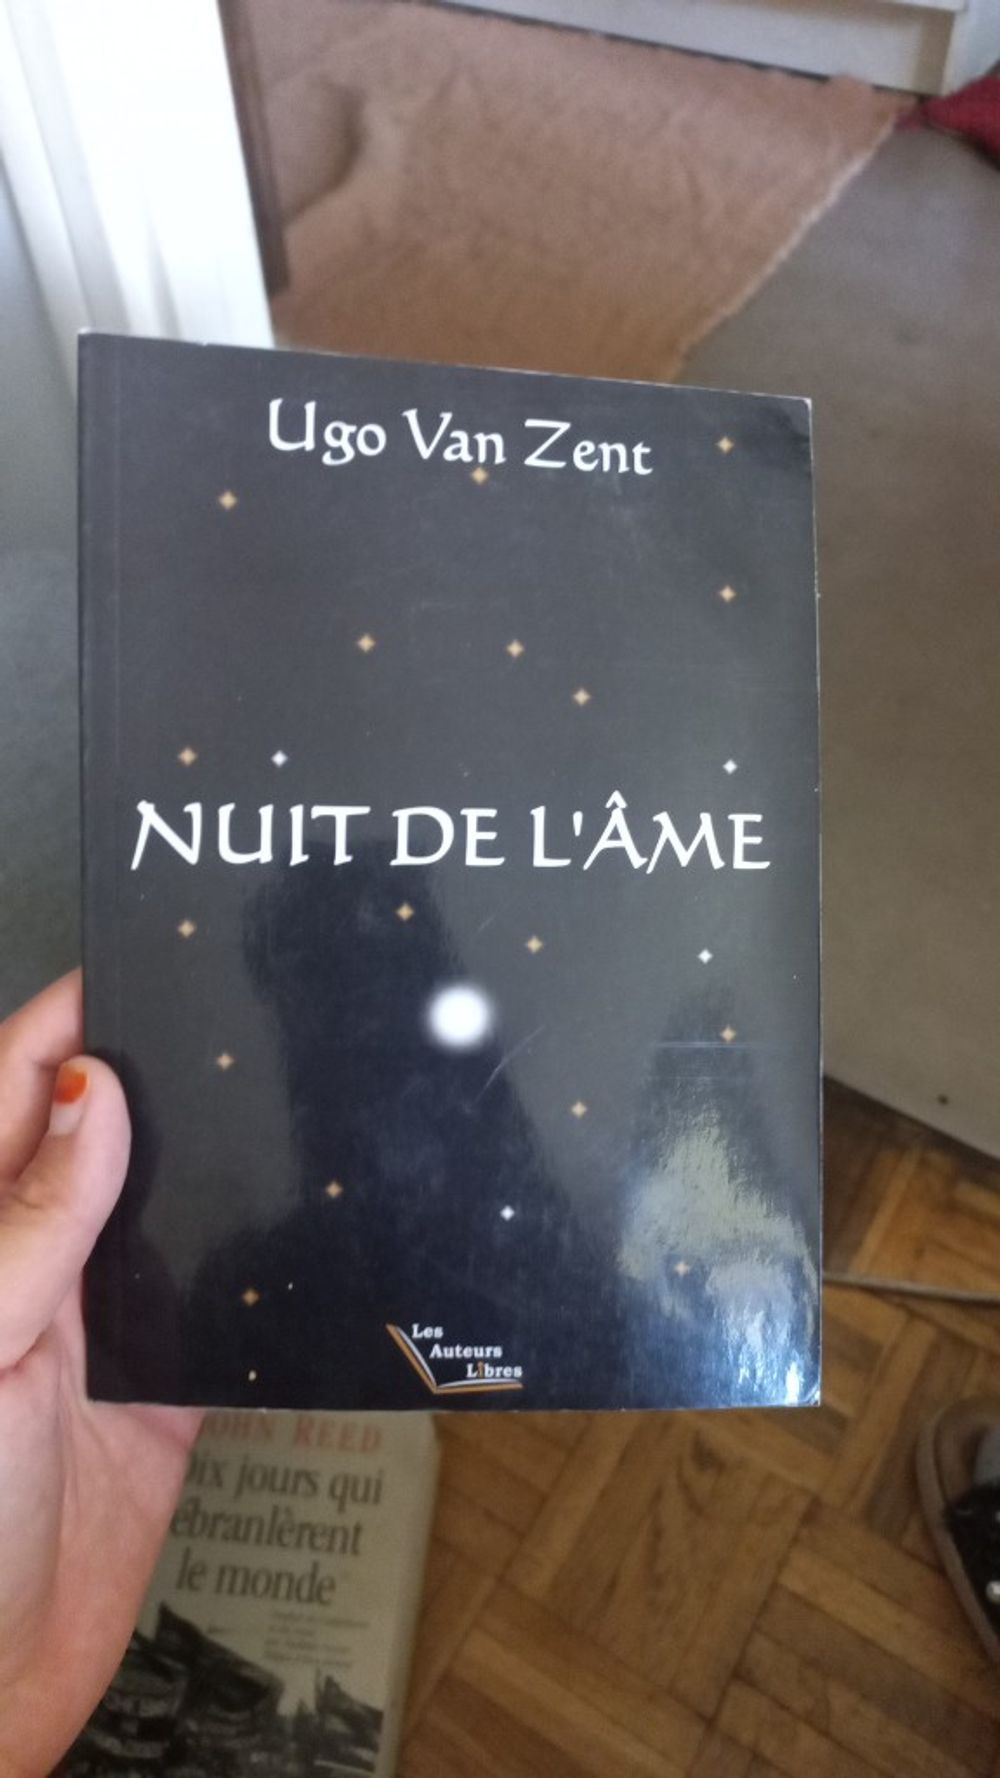 Ugo Van Zent
NUIT DE L'ÂME
Les
Auteurs
Libres
JOHN REED
Dix jours qui
ébranlèrent
le monde